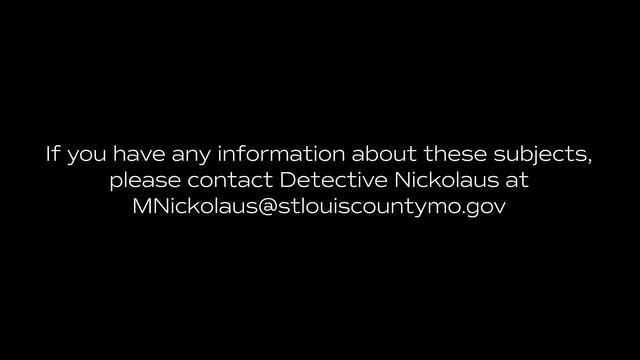 If you have any information about these subjects,
please contact Detective Nickolaus at
MNickolaus@stlouiscountymo.gov